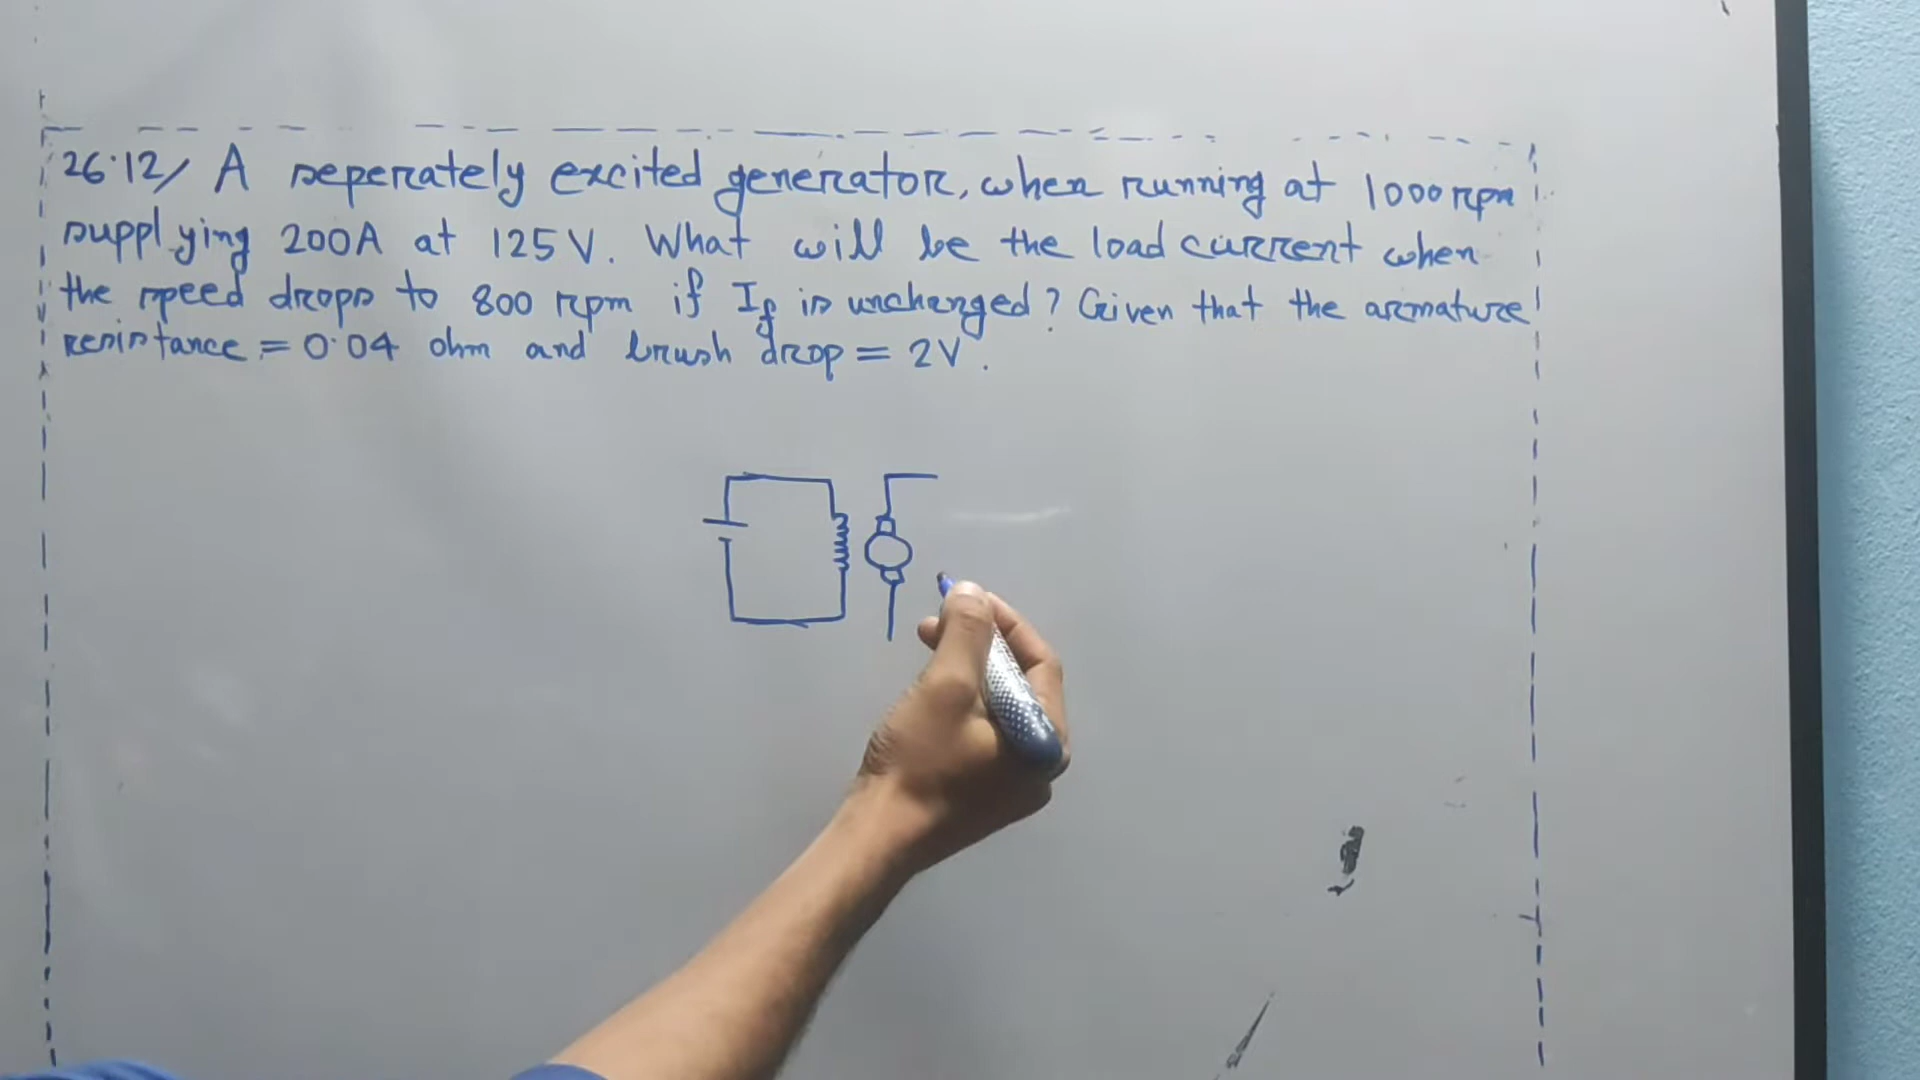 26.12/ A seperately excited generator, when running at 1000 rpm
supplying 200A at 125V. What will be the load current when
the speed drops to 800 rpm if If is unchanged? Given that the armature
resistance = 0.04 ohm and brush drop = 2V.